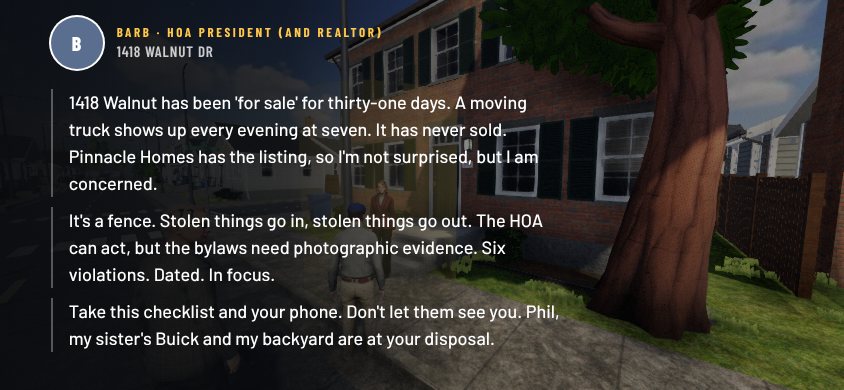 B
BARB · HOA PRESIDENT (AND REALTOR)
1418 WALNUT DR
1418 Walnut has been 'for sale' for thirty-one days. A moving
truck shows up every evening at seven. It has never sold.
Pinnacle Homes has the listing, so I'm not surprised, but I am
concerned.
It's a fence. Stolen things go in, stolen things go out. The HOA
can act, but the bylaws need photographic evidence. Six
violations. Dated. In focus.
Take this checklist and your phone. Don't let them see you. Phil,
my sister's Buick and my backyard are at your disposal.